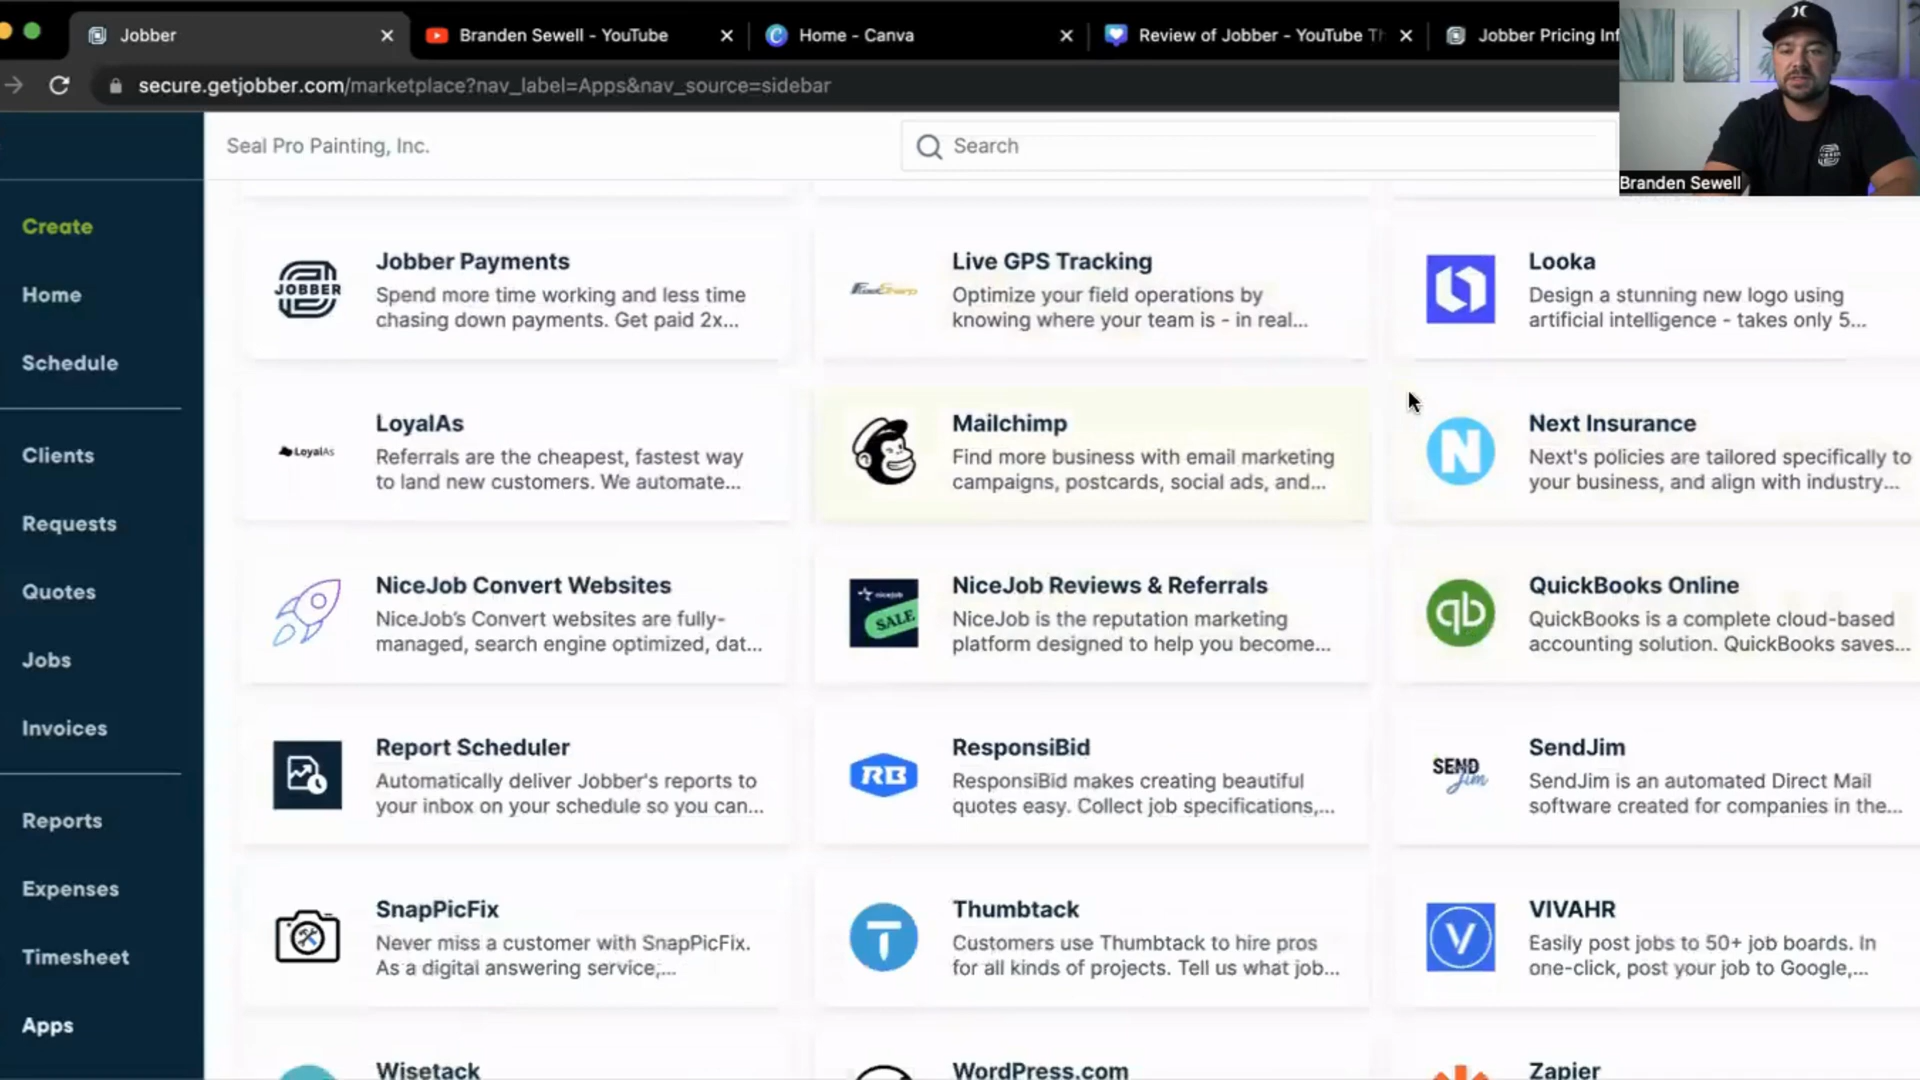 Jobber
Branden Sewell - YouTube
Home - Canva
Review of Jobber - YouTube Th
Jobber Pricing Inf
secure.getjobber.com/marketplace?nav_label=Apps&nav_source=sidebar
Branden Sewell
Seal Pro Painting, Inc.
Search
Create
Home
Schedule
Clients
Requests
Quotes
Jobs
Invoices
Reports
Expenses
Timesheet
Apps
JOBBER
Jobber Payments
Spend more time working and less time
chasing down payments. Get paid 2x...
Live GPS Tracking
Optimize your field operations by
knowing where your team is - in real...
Looka
Design a stunning new logo using
artificial intelligence - takes only 5...
LoyalAs
LoyalAs
Referrals are the cheapest, fastest way
to land new customers. We automate...
Mailchimp
Find more business with email marketing
campaigns, postcards, social ads, and...
N
Next Insurance
Next's policies are tailored specifically to
your business, and align with industry...
NiceJob Convert Websites
NiceJob's Convert websites are fully-
managed, search engine optimized, dat...
nicejob
SALE
NiceJob Reviews & Referrals
NiceJob is the reputation marketing
platform designed to help you become...
qb
QuickBooks Online
QuickBooks is a complete cloud-based
accounting solution. QuickBooks saves...
Report Scheduler
Automatically deliver Jobber's reports to
your inbox on your schedule so you can...
RB
ResponsiBid
ResponsiBid makes creating beautiful
quotes easy. Collect job specifications,...
SEND
Jim
SendJim
SendJim is an automated Direct Mail
software created for companies in the...
SnapPicFix
Never miss a customer with SnapPicFix.
As a digital answering service,...
T
Thumbtack
Customers use Thumbtack to hire pros
for all kinds of projects. Tell us what job...
V
VIVAHR
Easily post jobs to 50+ job boards. In
one-click, post your job to Google,...
Wisetack
WordPress.com
Zapier